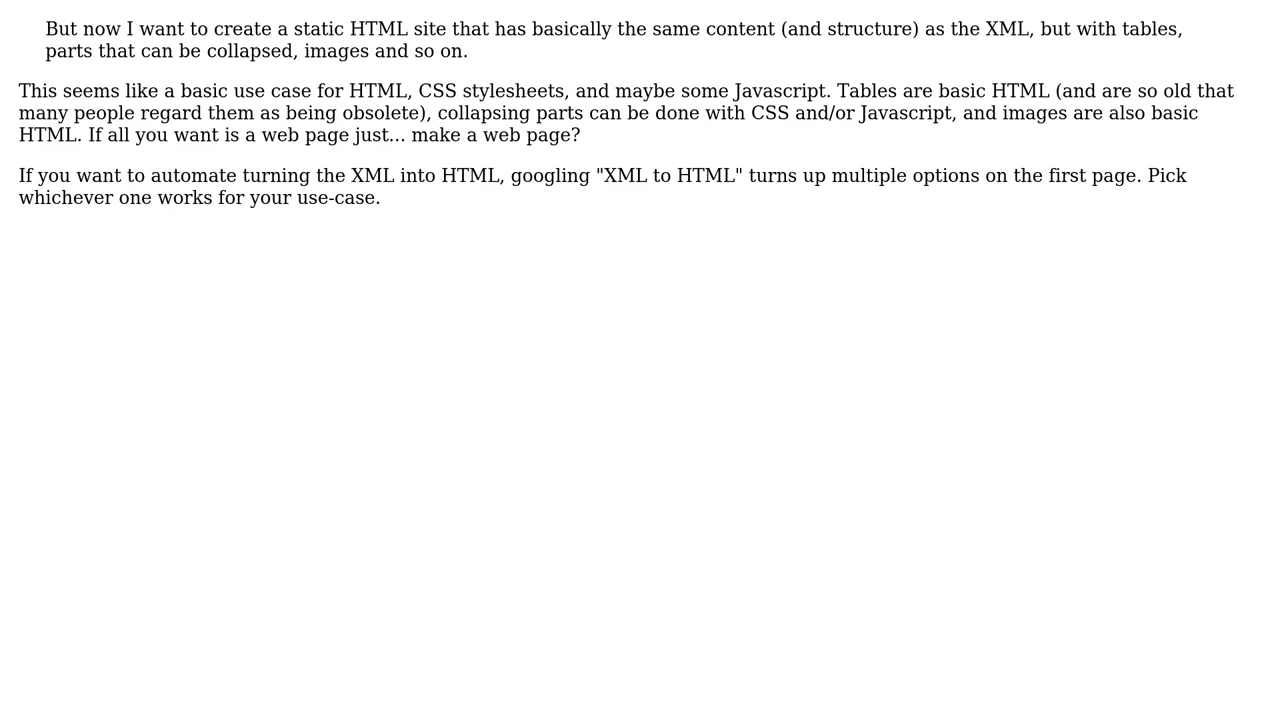 But now I want to create a static HTML site that has basically the same content (and structure) as the XML, but with tables,
parts that can be collapsed, images and so on.
This seems like a basic use case for HTML, CSS stylesheets, and maybe some Javascript. Tables are basic HTML (and are so old that
many people regard them as being obsolete), collapsing parts can be done with CSS and/or Javascript, and images are also basic
HTML. If all you want is a web page just... make a web page?
If you want to automate turning the XML into HTML, googling "XML to HTML" turns up multiple options on the first page. Pick
whichever one works for your use-case.